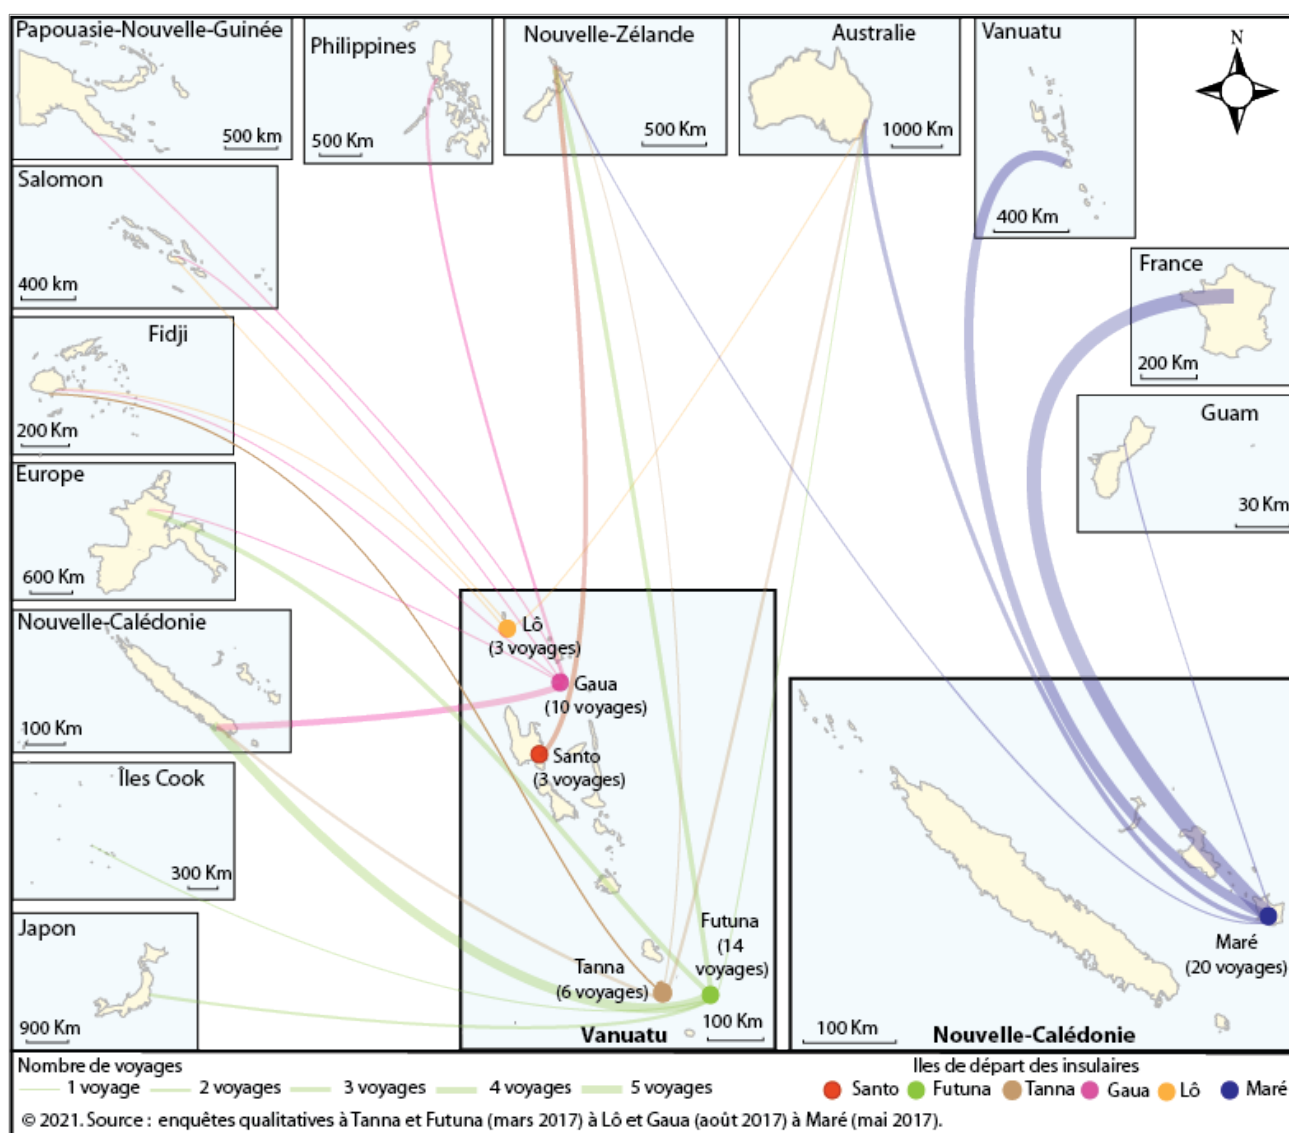 Papouasie-Nouvelle-Guinée
500 km
Philippines
500 Km
Nouvelle-Zélande
500 Km
Australie
1000 Km
Vanuatu
400 Km
N
Salomon
400 km
France
200 Km
Fidji
200 Km
Guam
30 Km
Europe
600 Km
Nouvelle-Calédonie
100 Km
Îles Cook
300 Km
Japon
900 Km
Lô
(3 voyages)
Gaua
(10 voyages)
Santo
(3 voyages)
Futuna
(14
voyages)
Tanna
(6 voyages)
100 Km
Vanuatu
Maré
(20 voyages)
100 Km
Nouvelle-Calédonie
Nombre de voyages
1 voyage 2 voyages 3 voyages 4 voyages 5 voyages
Iles de départ des insulaires
Santo Futuna Tanna Gaua Lô Maré
© 2021. Source : enquêtes qualitatives à Tanna et Futuna (mars 2017) à Lô et Gaua (août 2017) à Maré (mai 2017).